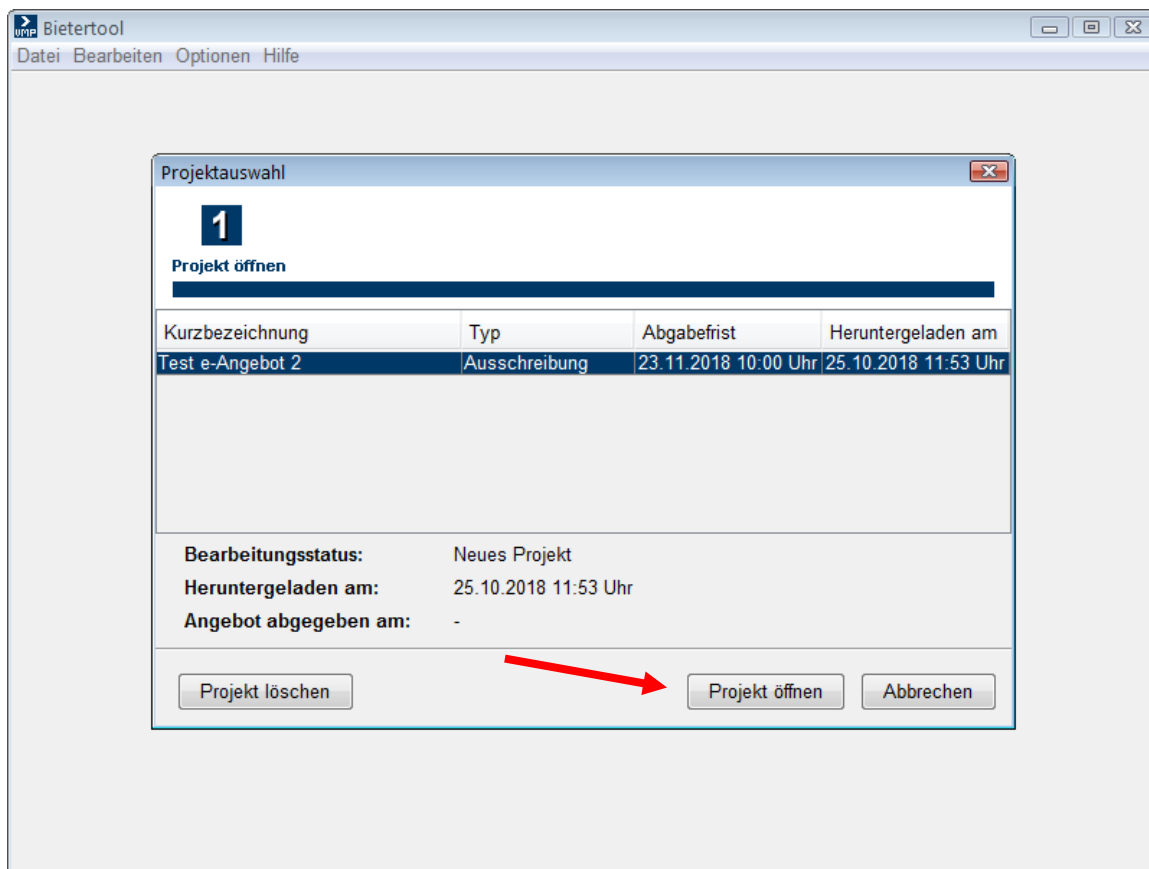 VMP Bietertool
Datei Bearbeiten Optionen Hilfe
Projektauswahl
1
Projekt öffnen
Kurzbezeichnung Typ Abgabefrist Heruntergeladen am
Test e-Angebot 2 Ausschreibung 23.11.2018 10:00 Uhr 25.10.2018 11:53 Uhr
Bearbeitungsstatus: Neues Projekt
Heruntergeladen am: 25.10.2018 11:53 Uhr
Angebot abgegeben am: -
Projekt löschen Projekt öffnen Abbrechen